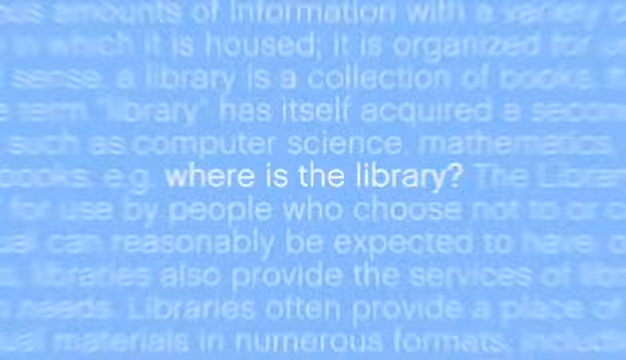 amounts of information with a variety
in which it is housed; it is organized for
sense, a library is a collection of books.
term "library" has itself acquired a
such as computer science, mathematics,
books, e.g. where is the library? The
for use by people who choose not to or
can reasonably be expected to have
libraries also provide the services of
needs. Libraries often provide a place of
materials in numerous formats,